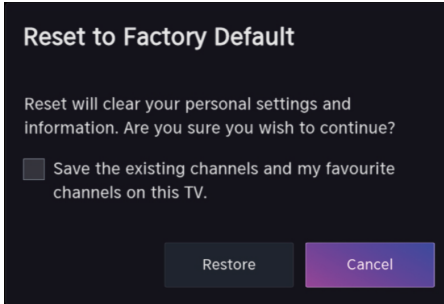 Reset to Factory Default
Reset will clear your personal settings and
information. Are you sure you wish to continue?
Save the existing channels and my favourite
channels on this TV.
Restore
Cancel